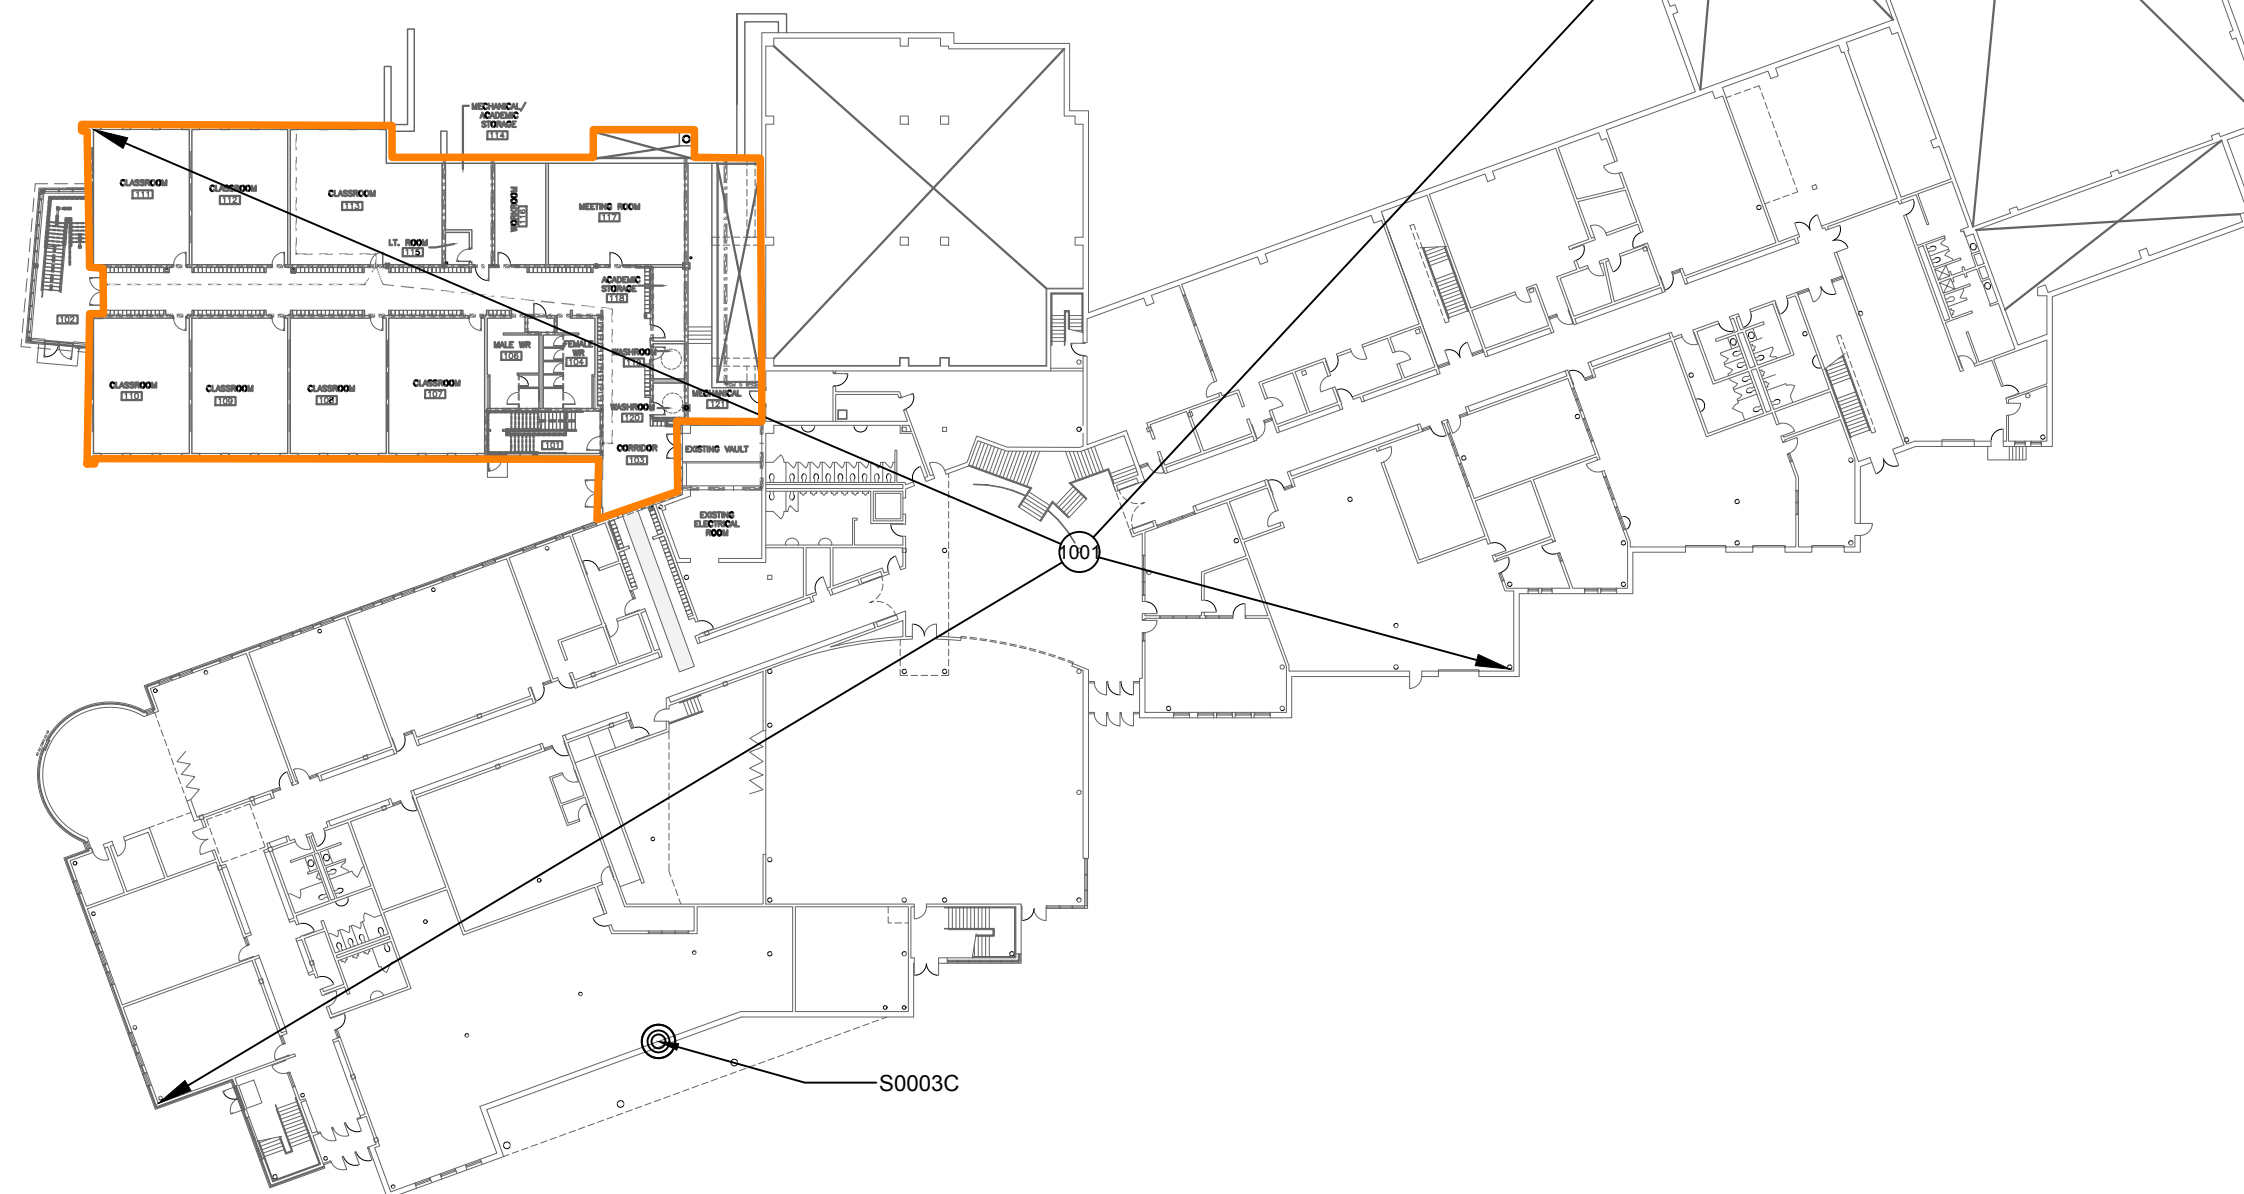 MECHANICAL/
ACADEMIC
STORAGE
114
CLASSROOM
111
CLASSROOM
112
CLASSROOM
113
WORKROOM
116
MEETING ROOM
117
I.T. ROOM
115
ACADEMIC
STORAGE
118
102
MALE WR
106
FEMALE
WR
104
WASHROOM
CLASSROOM
110
CLASSROOM
109
CLASSROOM
108
CLASSROOM
107
MECHANICAL
121
WASHROOM
120
101
CORRIDOR
103
EXISTING VAULT
EXISTING
ELECTRICAL
ROOM
1001
S0003C